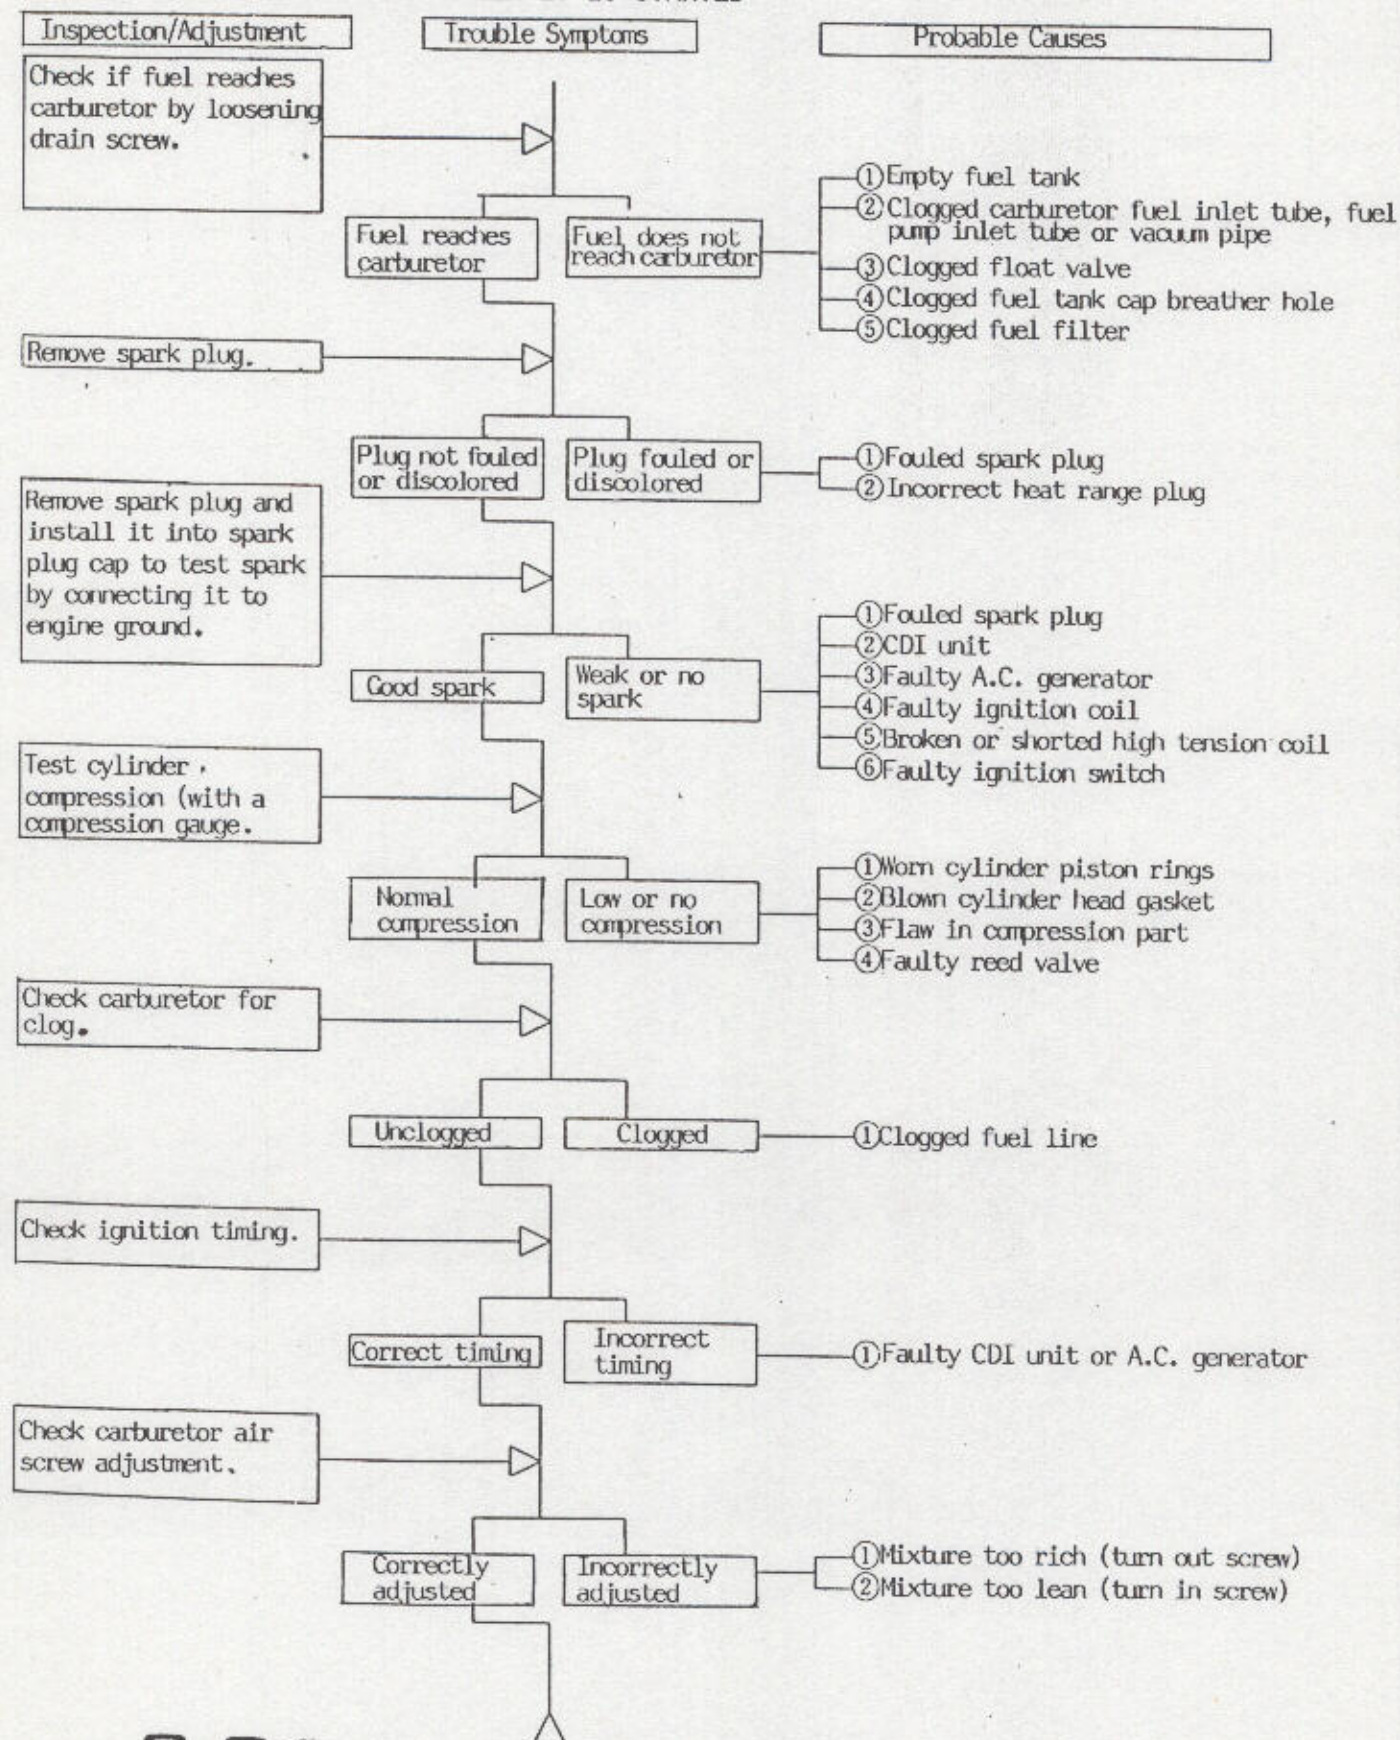 Inspection/Adjustment
Trouble Symptoms
Probable Causes
Check if fuel reaches
carburetor by loosening
drain screw.
Fuel reaches
carburetor
Fuel does not
reach carburetor
①Empty fuel tank
②Clogged carburetor fuel inlet tube, fuel
pump inlet tube or vacuum pipe
③Clogged float valve
④Clogged fuel tank cap breather hole
⑤Clogged fuel filter
Remove spark plug.
Plug not fouled
or discolored
Plug fouled or
discolored
①Fouled spark plug
②Incorrect heat range plug
Remove spark plug and
install it into spark
plug cap to test spark
by connecting it to
engine ground.
Good spark
Weak or no
spark
①Fouled spark plug
②CDI unit
③Faulty A.C. generator
④Faulty ignition coil
⑤Broken or shorted high tension coil
⑥Faulty ignition switch
Test cylinder
compression (with a
compression gauge.
Normal
compression
Low or no
compression
①Worn cylinder piston rings
②Blown cylinder head gasket
③Flaw in compression part
④Faulty reed valve
Check carburetor for
clog.
Unclogged
Clogged
①Clogged fuel line
Check ignition timing.
Correct timing
Incorrect
timing
①Faulty CDI unit or A.C. generator
Check carburetor air
screw adjustment.
Correctly
adjusted
Incorrectly
adjusted
①Mixture too rich (turn out screw)
②Mixture too lean (turn in screw)